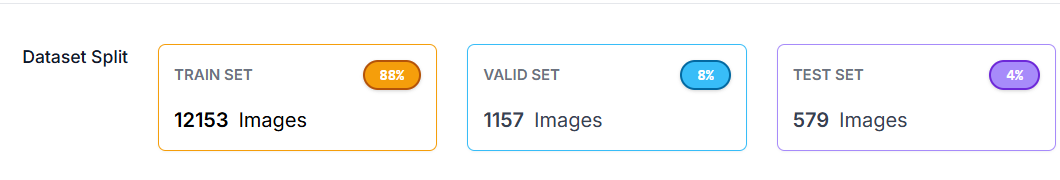 Dataset Split
TRAIN SET 88%
12153 Images
VALID SET 8%
1157 Images
TEST SET 4%
579 Images